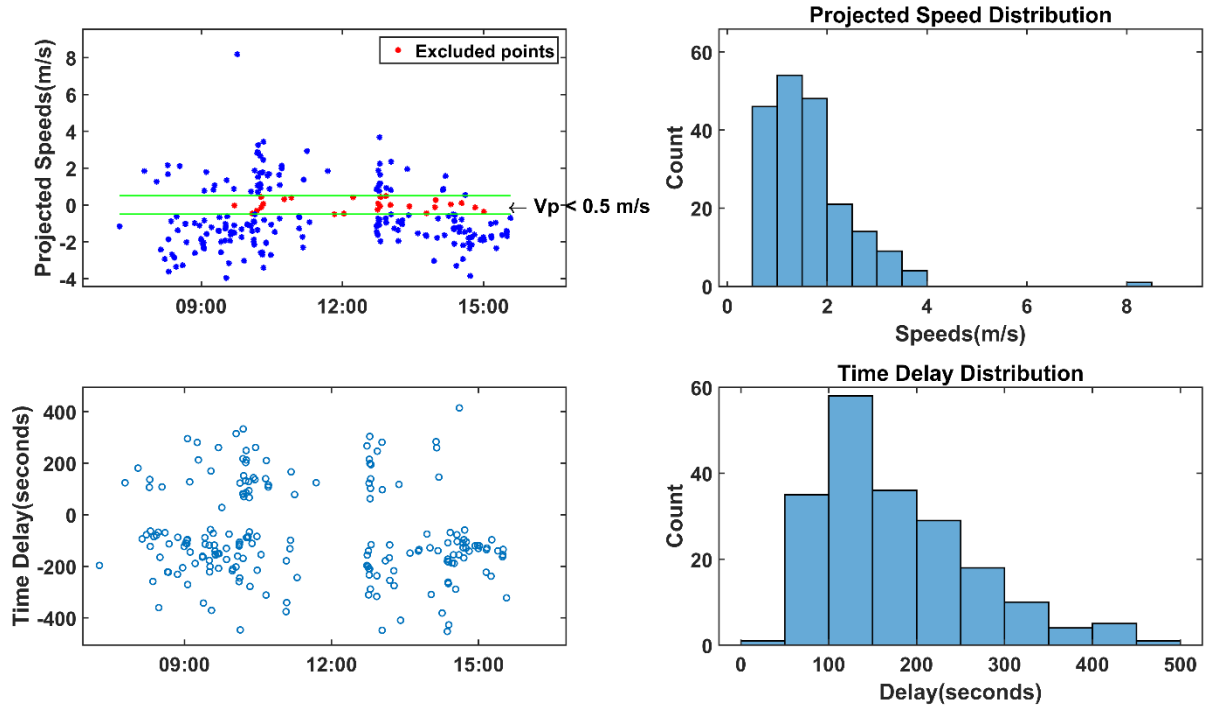 Projected Speeds(m/s)
8
6
4
2
0
-2
-4
Excluded points
← Vp < 0.5 m/s
09:00 12:00 15:00
Projected Speed Distribution
Count
60
40
20
0
0 2 4 6 8
Speeds(m/s)
Time Delay(seconds)
400
200
0
-200
-400
09:00 12:00 15:00
Time Delay Distribution
Count
60
40
20
0
0 100 200 300 400 500
Delay(seconds)